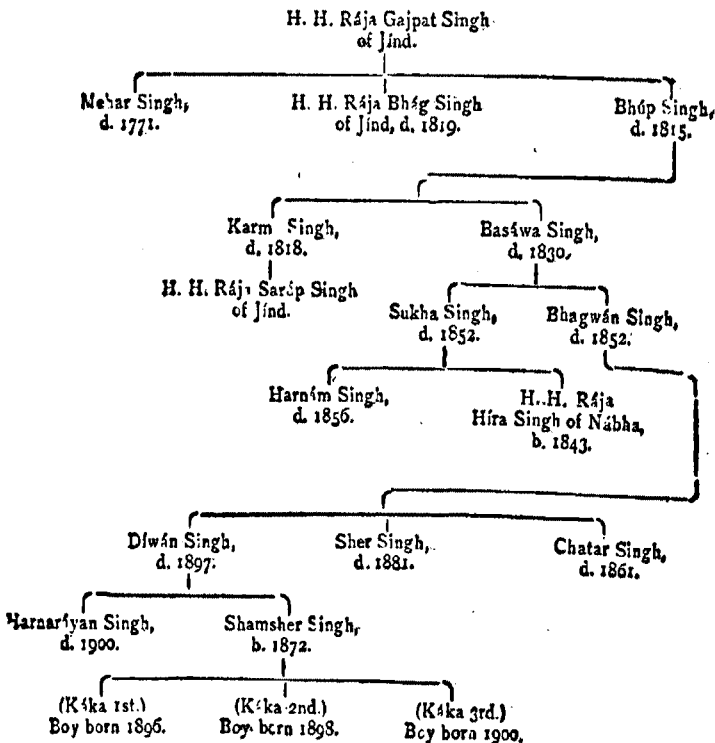 H. H. Rája Gajpat Singh
of Jínd.
Mehar Singh, H. H. Rája Bhág Singh Bhúp Singh,
d. 1771. of Jínd, d. 1819. d. 1815.
Karm Singh, Basáwa Singh,
d. 1818. d. 1830.
H. H. Rája Sarúp Singh
of Jínd.
Sukha Singh, Bhagwán Singh,
d. 1852. d. 1852.
Harnám Singh, H. H. Rája
d. 1856. Híra Singh of Nábha,
b. 1843.
Díwán Singh, Sher Singh, Chatar Singh,
d. 1897. d. 1881. d. 1861.
Harnaráyan Singh, Shamsher Singh,
d. 1900. b. 1872.
(Káka 1st.) (Káka 2nd.) (Káka 3rd.)
Boy born 1896. Boy born 1898. Boy born 1900.